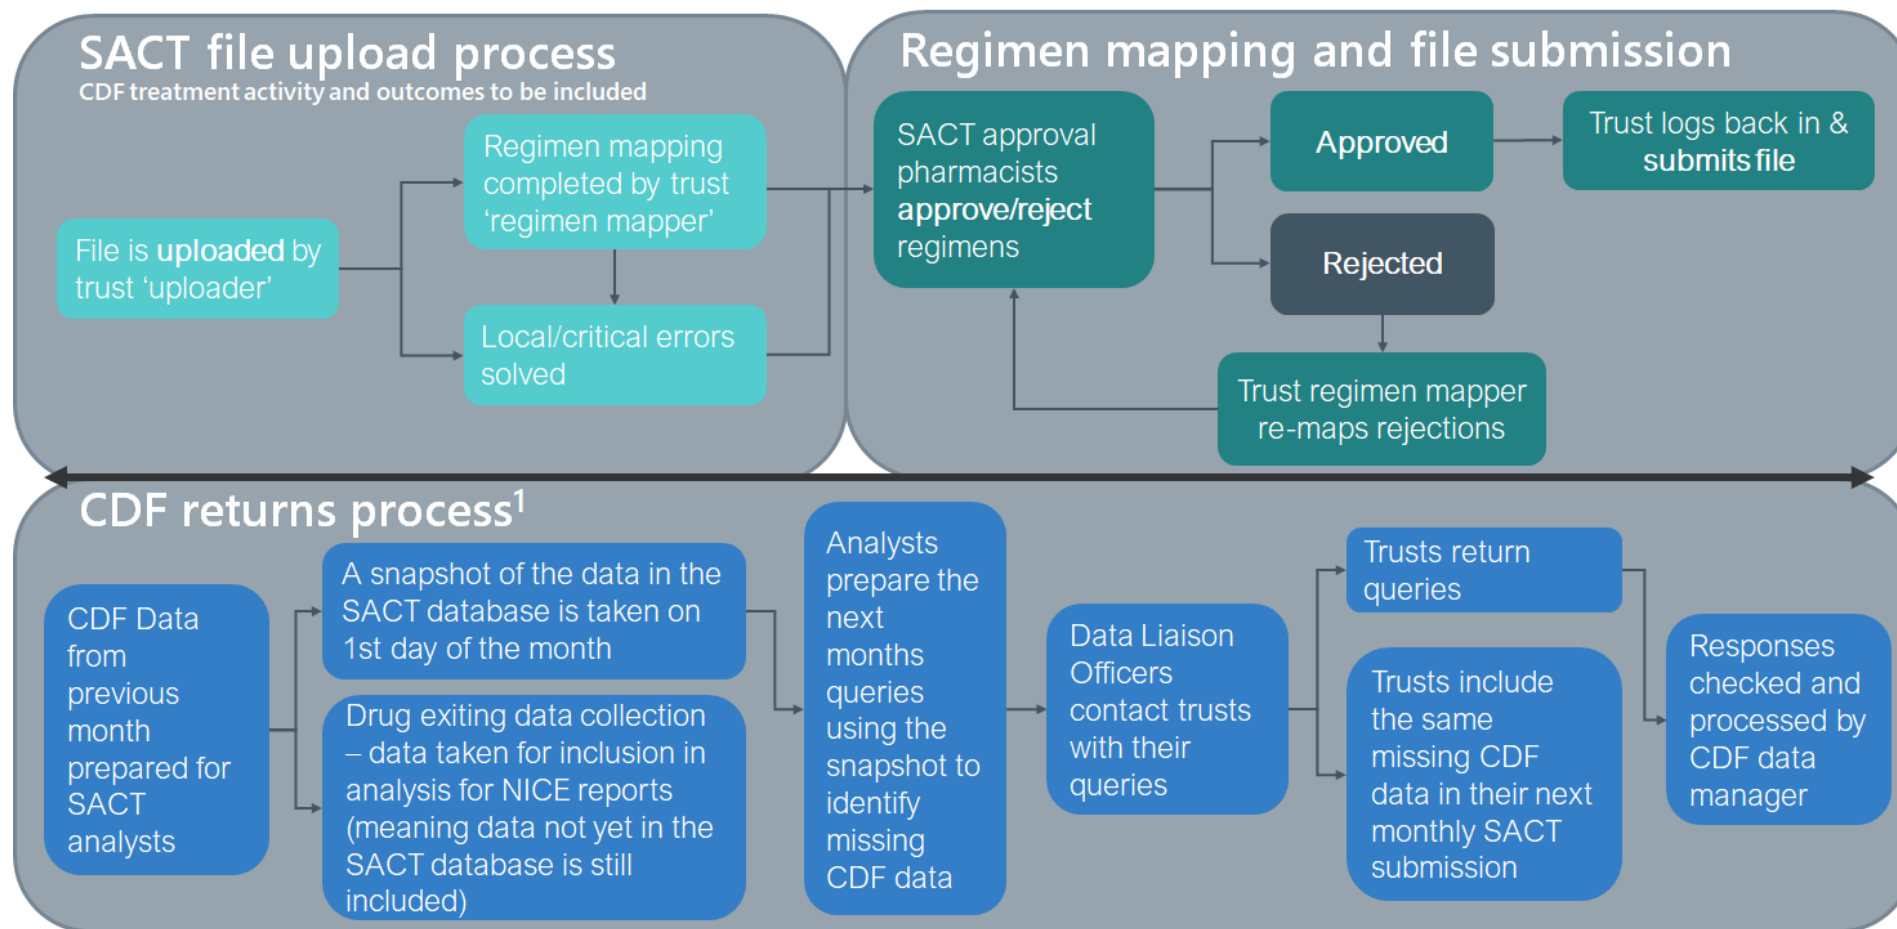 SACT file upload process
CDF treatment activity and outcomes to be included
File is uploaded by
trust ‘uploader’
Regimen mapping
completed by trust
‘regimen mapper’
Local/critical errors
solved
Regimen mapping and file submission
SACT approval
pharmacists
approve/reject
regimens
Approved
Trust logs back in &
submits file
Rejected
Trust regimen mapper
re-maps rejections
CDF returns process¹
CDF Data
from
previous
month
prepared for
SACT
analysts
A snapshot of the data in the
SACT database is taken on
1st day of the month
Drug exiting data collection
– data taken for inclusion in
analysis for NICE reports
(meaning data not yet in the
SACT database is still
included)
Analysts
prepare the
next
months
queries
using the
snapshot to
identify
missing
CDF data
Data Liaison
Officers
contact trusts
with their
queries
Trusts return
queries
Trusts include
the same
missing CDF
data in their next
monthly SACT
submission
Responses
checked and
processed by
CDF data
manager